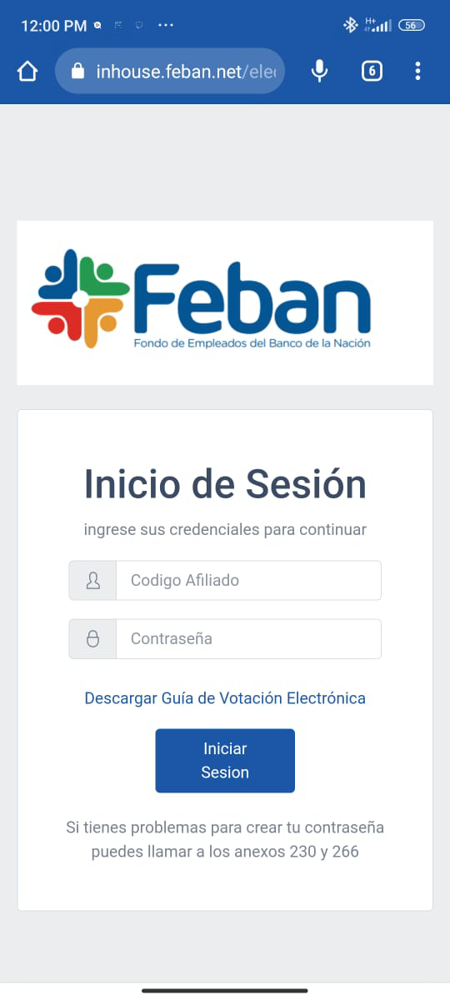 12:00 PM
H+
56
inhouse.feban.net/ele
6
Feban
Fondo de Empleados del Banco de la Nación
Inicio de Sesión
ingrese sus credenciales para continuar
Codigo Afiliado
Contraseña
Descargar Guía de Votación Electrónica
Iniciar
Sesion
Si tienes problemas para crear tu contraseña
puedes llamar a los anexos 230 y 266